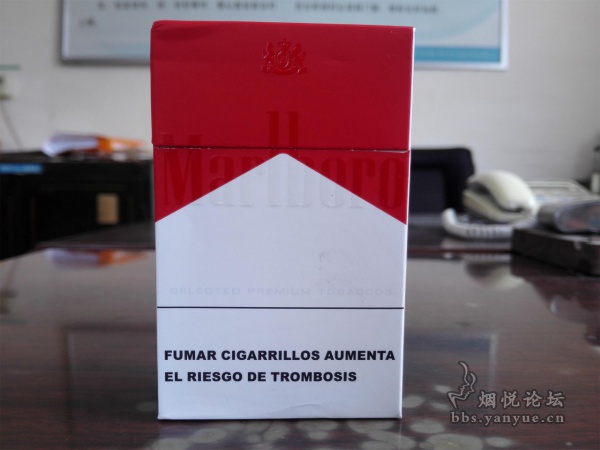 Marlboro
SELECTED PREMIUM TOBACCOS
FUMAR CIGARRILLOS AUMENTA
EL RIESGO DE TROMBOSIS
烟悦论坛
bbs.yanyue.cn